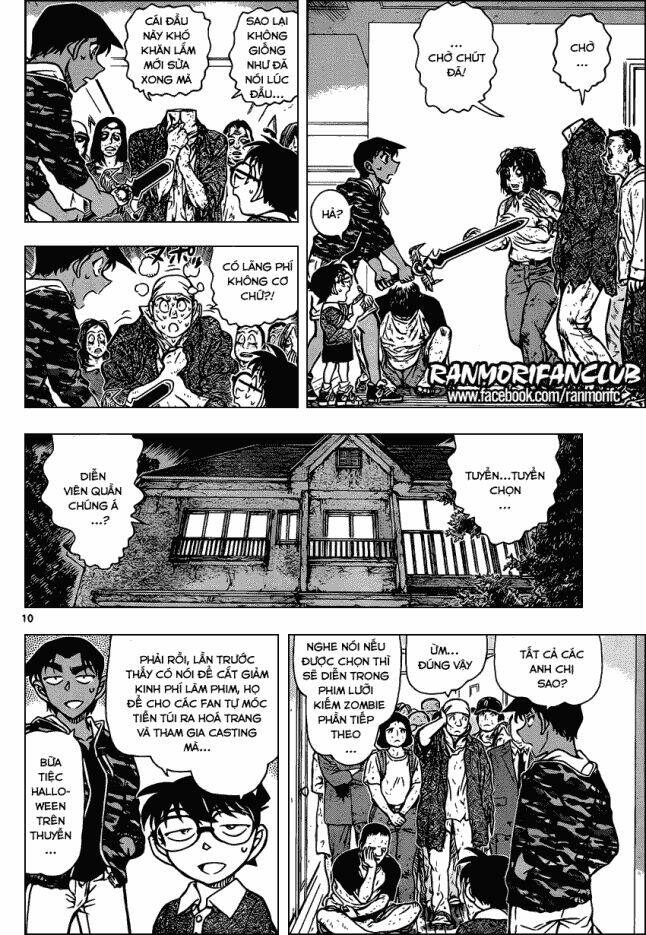 CHỜ ...
...
CHỜ CHÚT
ĐÃ!
HẢ?
RANMORIFANCLUB
www.facebook.com/ranmorifc
SAO LẠI
KHÔNG
GIỐNG
NHƯ ĐÃ
NÓI LÚC
ĐẦU...
CÁI ĐẦU
NÀY KHÓ
KHĂN LẮM
MỚI SỬA
XONG MÀ
CÓ LÃNG PHÍ
KHÔNG CƠ
CHỨ?!
TUYỂN...TUYỂN
CHỌN
...
DIỄN
VIÊN QUẦN
CHÚNG Á
...?
10
TẤT CẢ CÁC
ANH CHỊ
SAO?
ỪM...
ĐÚNG VẬY
NGHE NÓI NẾU
ĐƯỢC CHỌN THÌ
SẼ DIỄN TRONG
PHIM LƯỠI
KIẾM ZOMBIE
PHẦN TIẾP
THEO ...
PHẢI RỒI, LẦN TRƯỚC
THẤY CÓ NÓI ĐỂ CẮT GIẢM
KINH PHÍ LÀM PHIM, HỌ
ĐỂ CHO CÁC FAN TỰ MÓC
TIỀN TÚI RA HOÁ TRANG
VÀ THAM GIA CASTING
MÀ...
BỮA
TIỆC
HALLO-
WEEN
TRÊN
THUYỀN
...